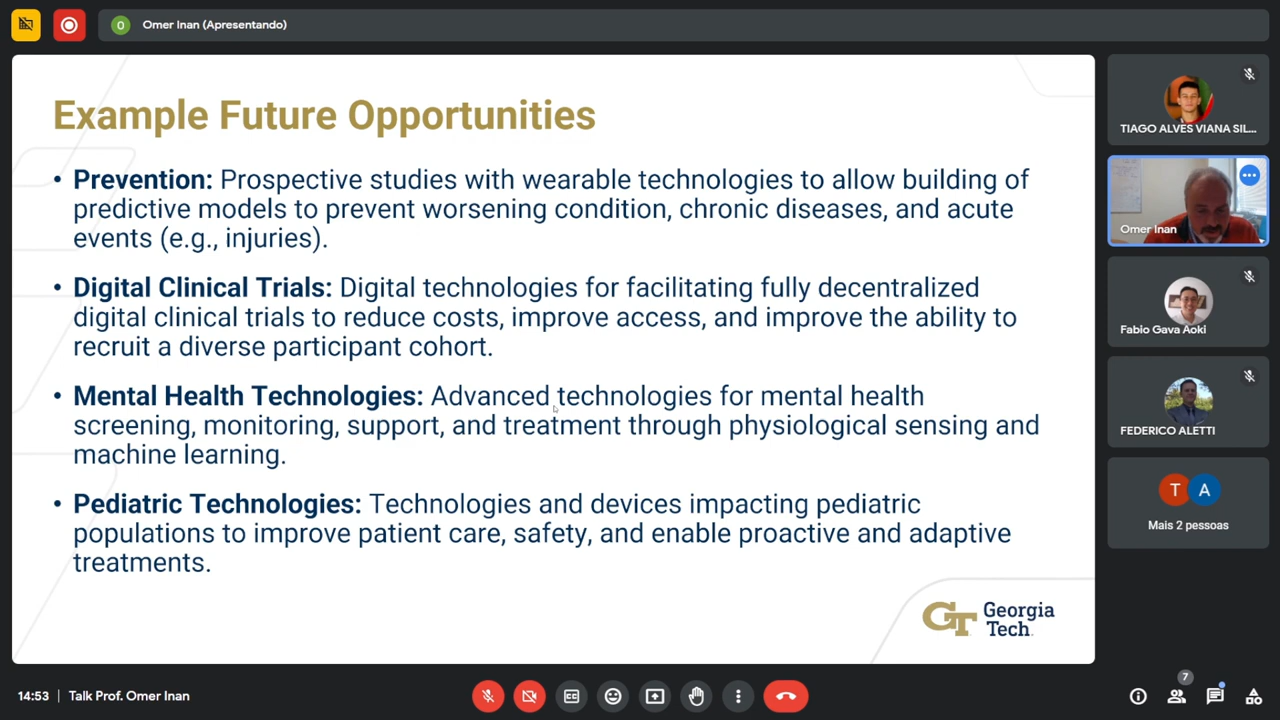 Omer Inan (Apresentando)
Example Future Opportunities
• Prevention: Prospective studies with wearable technologies to allow building of
predictive models to prevent worsening condition, chronic diseases, and acute
events (e.g., injuries).
• Digital Clinical Trials: Digital technologies for facilitating fully decentralized
digital clinical trials to reduce costs, improve access, and improve the ability to
recruit a diverse participant cohort.
• Mental Health Technologies: Advanced technologies for mental health
screening, monitoring, support, and treatment through physiological sensing and
machine learning.
• Pediatric Technologies: Technologies and devices impacting pediatric
populations to improve patient care, safety, and enable proactive and adaptive
treatments.
GT Georgia
Tech
TIAGO ALVES VIANA SIL...
Omer Inan
Fabio Gava Aoki
FEDERICO ALETTI
T A
Mais 2 pessoas
14:53 | Talk Prof. Omer Inan
CC
7